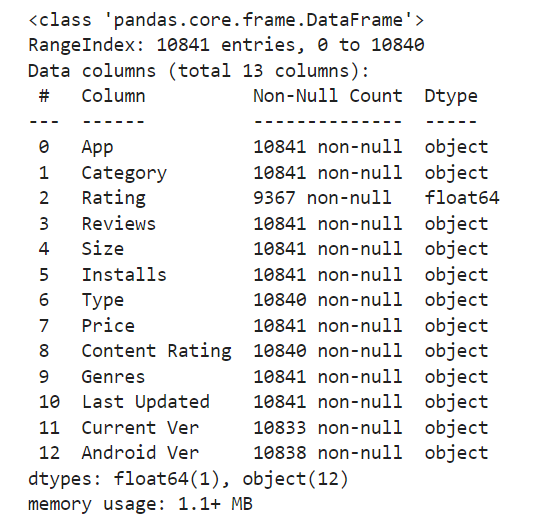 <class 'pandas.core.frame.DataFrame'>
RangeIndex: 10841 entries, 0 to 10840
Data columns (total 13 columns):
 #   Column          Non-Null Count  Dtype
---  ------          --------------  -----
 0   App             10841 non-null  object
 1   Category        10841 non-null  object
 2   Rating          9367 non-null   float64
 3   Reviews         10841 non-null  object
 4   Size            10841 non-null  object
 5   Installs        10841 non-null  object
 6   Type            10840 non-null  object
 7   Price           10841 non-null  object
 8   Content Rating  10840 non-null  object
 9   Genres          10841 non-null  object
 10  Last Updated    10841 non-null  object
 11  Current Ver     10833 non-null  object
 12  Android Ver     10838 non-null  object
dtypes: float64(1), object(12)
memory usage: 1.1+ MB